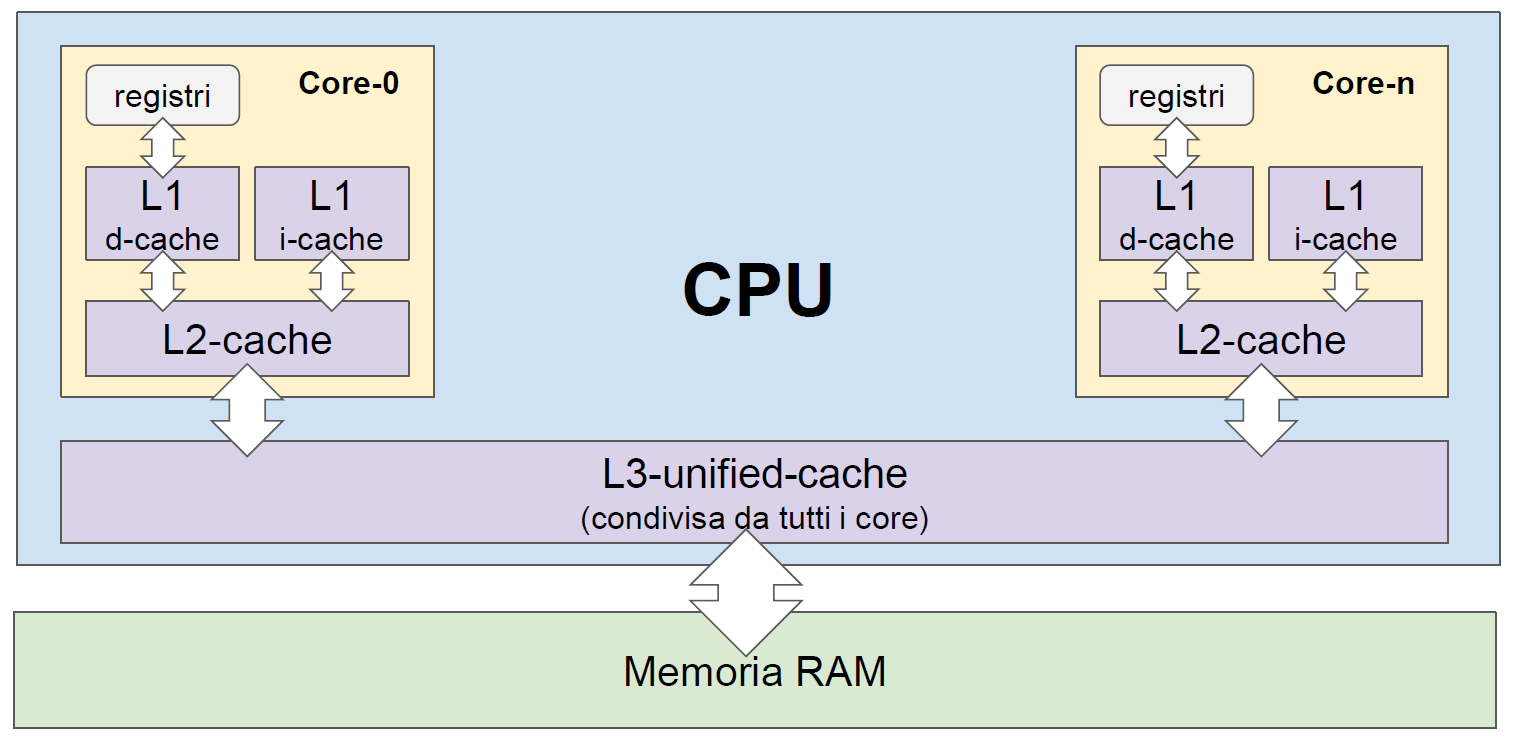 Core-0
registri
L1
d-cache
L1
i-cache
L2-cache
CPU
Core-n
registri
L1
d-cache
L1
i-cache
L2-cache
L3-unified-cache
(condivisa da tutti i core)
Memoria RAM